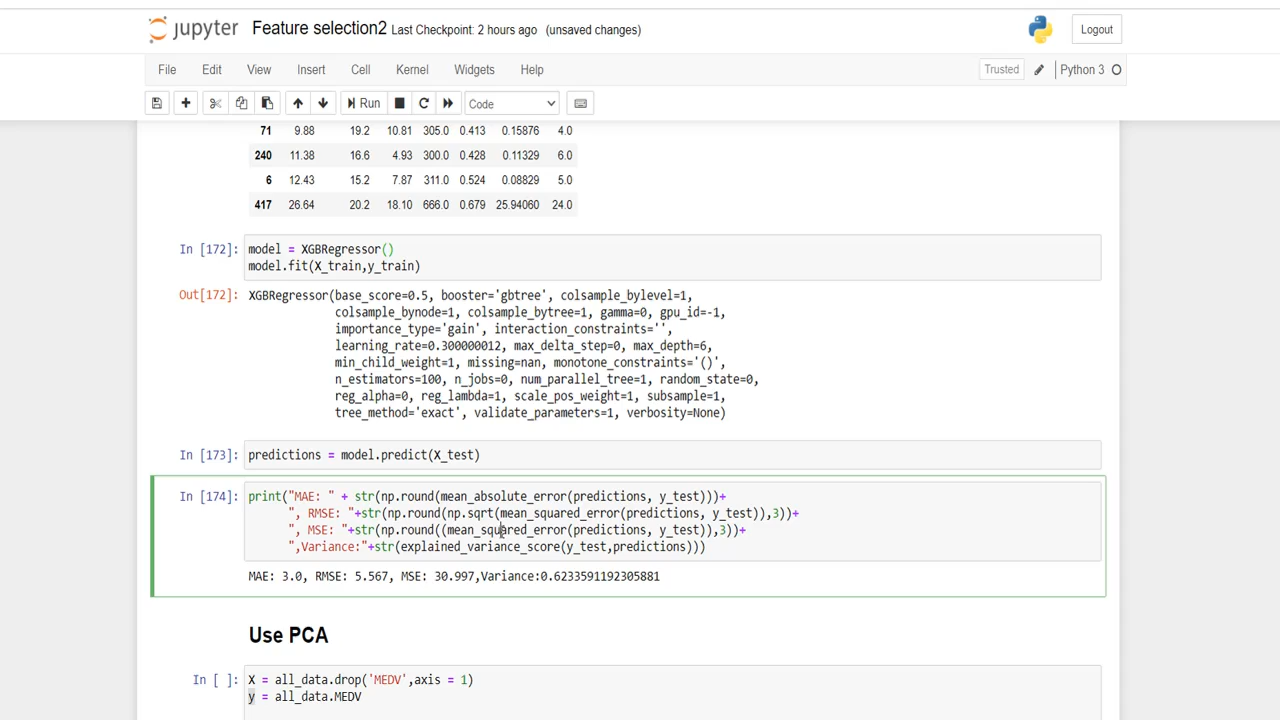 jupyter Feature selection2 Last Checkpoint: 2 hours ago (unsaved changes) Logout
File Edit View Insert Cell Kernel Widgets Help Trusted Python 3
Run Code
71 9.88 19.2 10.81 305.0 0.413 0.15876 4.0
240 11.38 16.6 4.93 300.0 0.428 0.11329 6.0
6 12.43 15.2 7.87 311.0 0.524 0.08829 5.0
417 26.64 20.2 18.10 666.0 0.679 25.94060 24.0
In [172]: model = XGBRegressor()
model.fit(X_train,y_train)
Out[172]: XGBRegressor(base_score=0.5, booster='gbtree', colsample_bylevel=1,
colsample_bynode=1, colsample_bytree=1, gamma=0, gpu_id=-1,
importance_type='gain', interaction_constraints='',
learning_rate=0.300000012, max_delta_step=0, max_depth=6,
min_child_weight=1, missing=nan, monotone_constraints='()',
n_estimators=100, n_jobs=0, num_parallel_tree=1, random_state=0,
reg_alpha=0, reg_lambda=1, scale_pos_weight=1, subsample=1,
tree_method='exact', validate_parameters=1, verbosity=None)
In [173]: predictions = model.predict(X_test)
In [174]: print("MAE: " + str(np.round(mean_absolute_error(predictions, y_test)))+
", RMSE: "+str(np.round(np.sqrt(mean_squared_error(predictions, y_test)),3))+
", MSE: "+str(np.round((mean_squared_error(predictions, y_test)),3))+
",Variance:"+str(explained_variance_score(y_test,predictions)))
MAE: 3.0, RMSE: 5.567, MSE: 30.997,Variance:0.6233591192305881
Use PCA
In [ ]: X = all_data.drop('MEDV',axis = 1)
y = all_data.MEDV